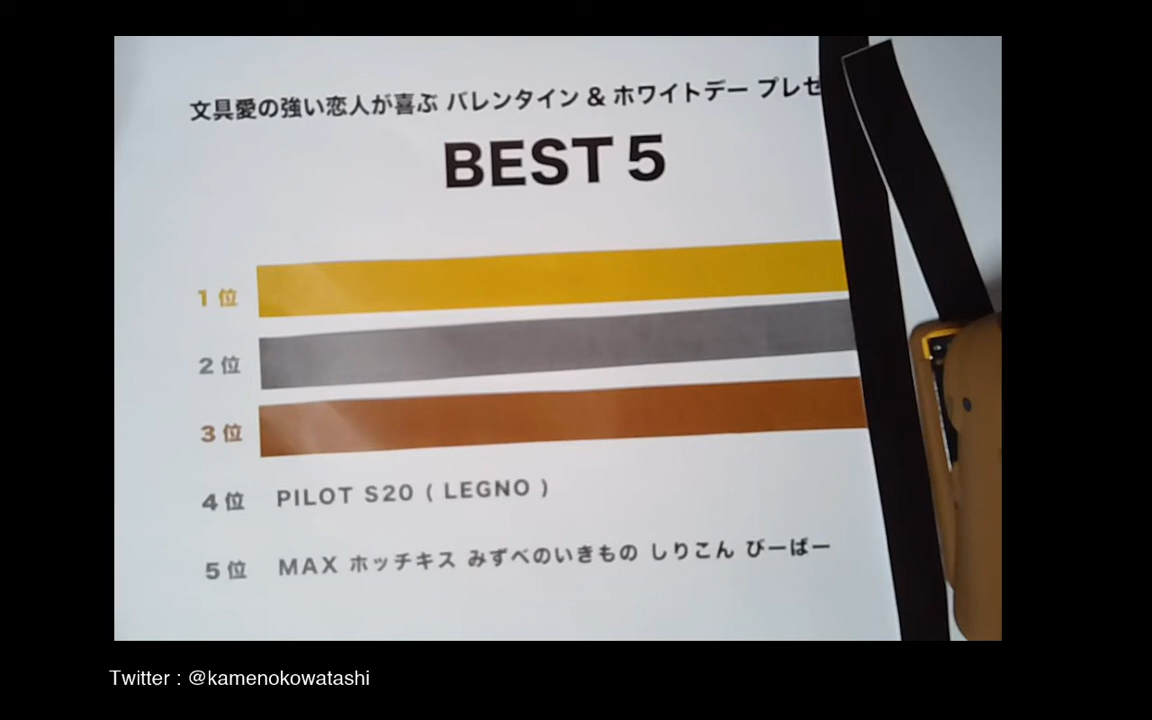 文具愛の強い恋人が喜ぶ バレンタイン & ホワイトデー プレゼ
BEST 5
1 位
2 位
3 位
4 位 PILOT S20 ( LEGNO )
5 位 MAX ホッチキス みずべのいきもの しりこん びーばー
Twitter : @kamenokowatashi